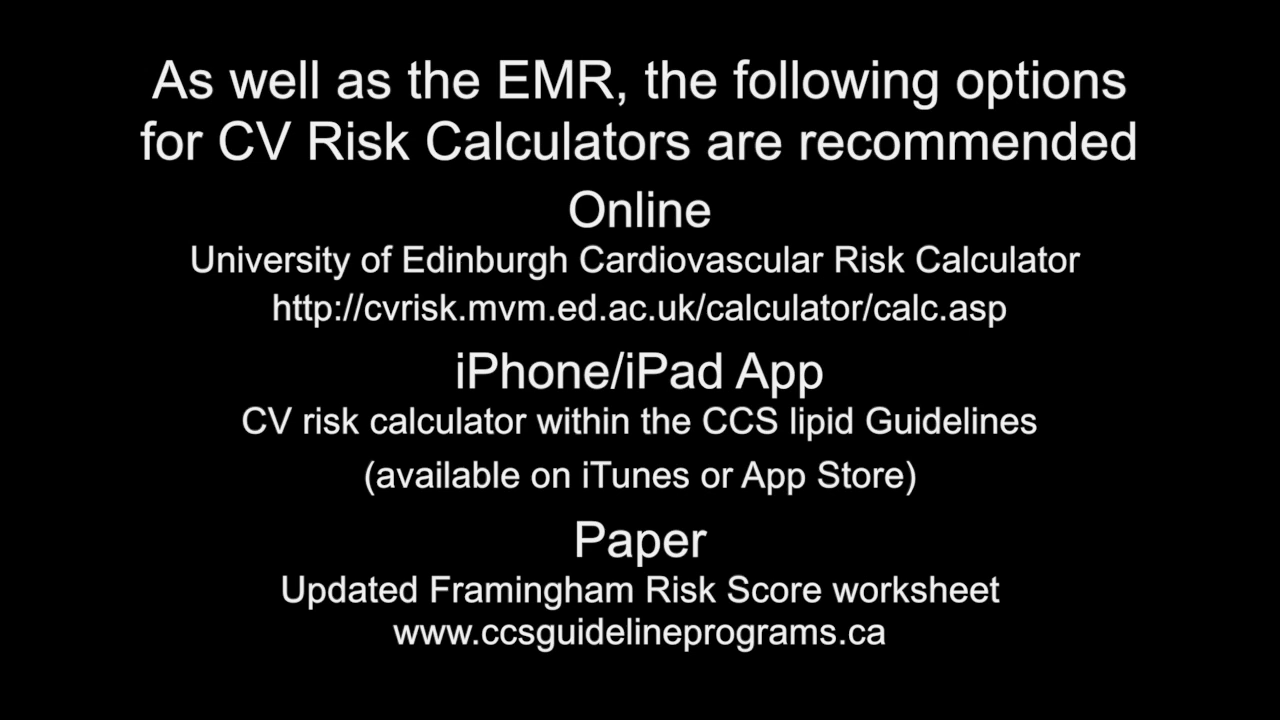 As well as the EMR, the following options
for CV Risk Calculators are recommended
Online
University of Edinburgh Cardiovascular Risk Calculator
http://cvrisk.mvm.ed.ac.uk/calculator/calc.asp
iPhone/iPad App
CV risk calculator within the CCS lipid Guidelines
(available on iTunes or App Store)
Paper
Updated Framingham Risk Score worksheet
www.ccsguidelineprograms.ca